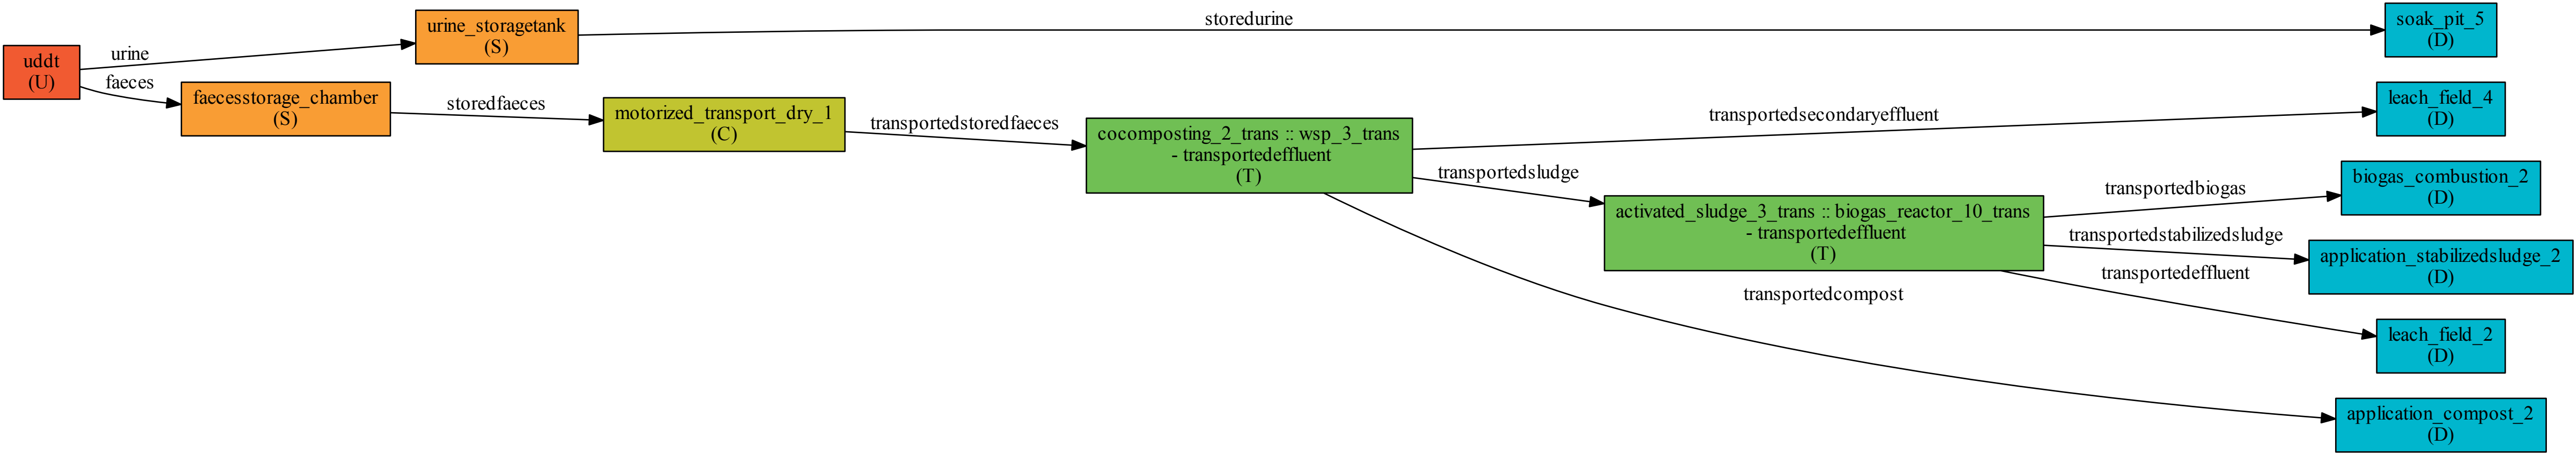 uddt
(U)
urine
faeces
urine_storagetank
(S)
faecesstorage_chamber
(S)
storedurine
storedfaeces
motorized_transport_dry_1
(C)
transportedstoredfaeces
cocomposting_2_trans :: wsp_3_trans
- transportedeffluent
(T)
transportedsecondaryeffluent
transportedsludge
transportedcompost
activated_sludge_3_trans :: biogas_reactor_10_trans
- transportedeffluent
(T)
transportedbiogas
transportedstabilizedsludge
transportedeffluent
soak_pit_5
(D)
leach_field_4
(D)
biogas_combustion_2
(D)
application_stabilizedsludge_2
(D)
leach_field_2
(D)
application_compost_2
(D)